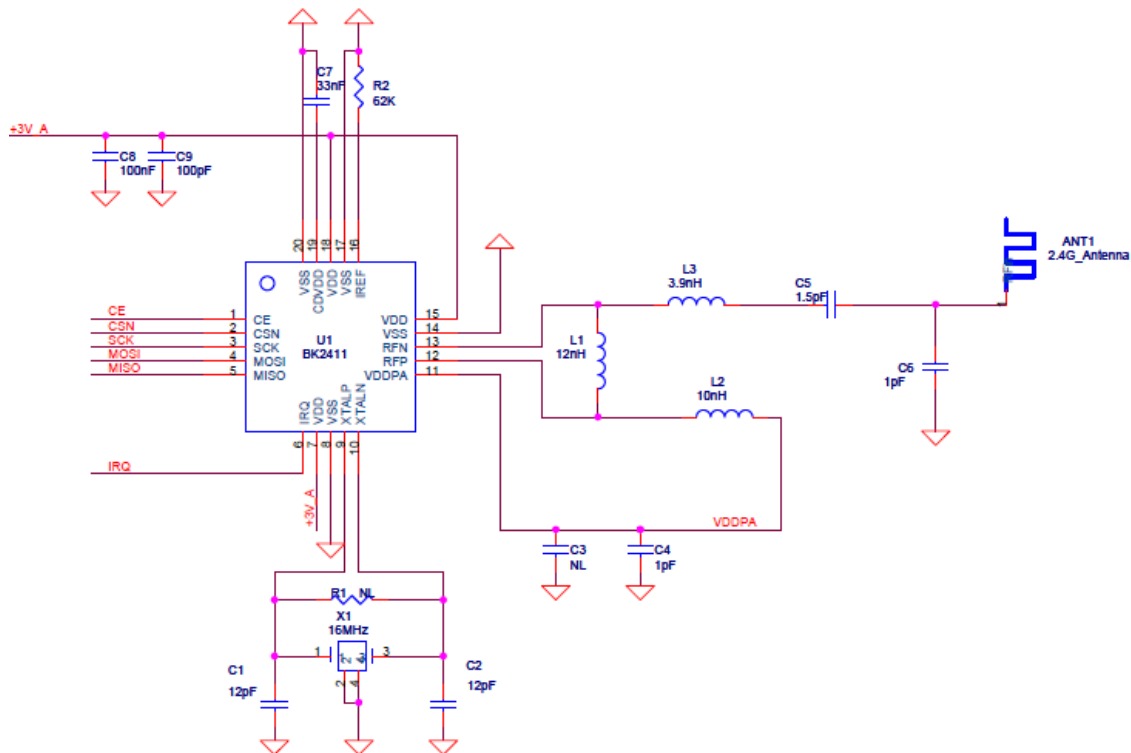 C7
33nF
R2
62K
+3V_A
C8
100nF
C9
100pF
20
19
18
17
16
VSS
CDVDD
VDD
VSS
IREF
ANT1
2.4G_Antenna
L3
3.9nH
C5
1.5pF
CE
CSN
SCK
MOSI
MISO
1
2
3
4
5
CE
CSN
SCK
MOSI
MISO
U1
BK2411
VDD
VSS
RFN
RFP
VDDPA
15
14
13
12
11
L1
12nH
L2
10nH
C6
1pF
IRQ
VDD
VSS
XTALP
XTALN
6
7
8
9
10
IRQ
+3V_A
VDDPA
C3
NL
C4
1pF
R1 NL
X1
16MHz
1
3
2
4
C1
12pF
C2
12pF